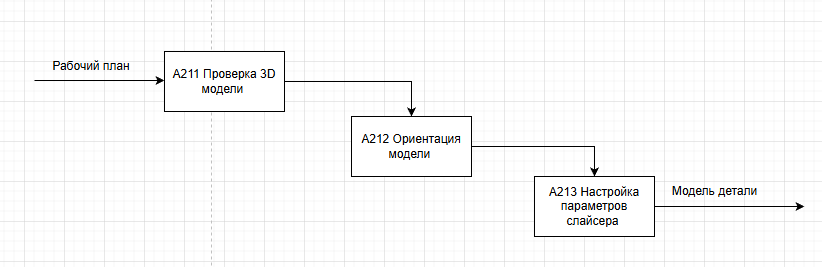 Рабочий план
А211 Проверка 3D
модели
А212 Ориентация
модели
А213 Настройка
параметров
слайсера
Модель детали